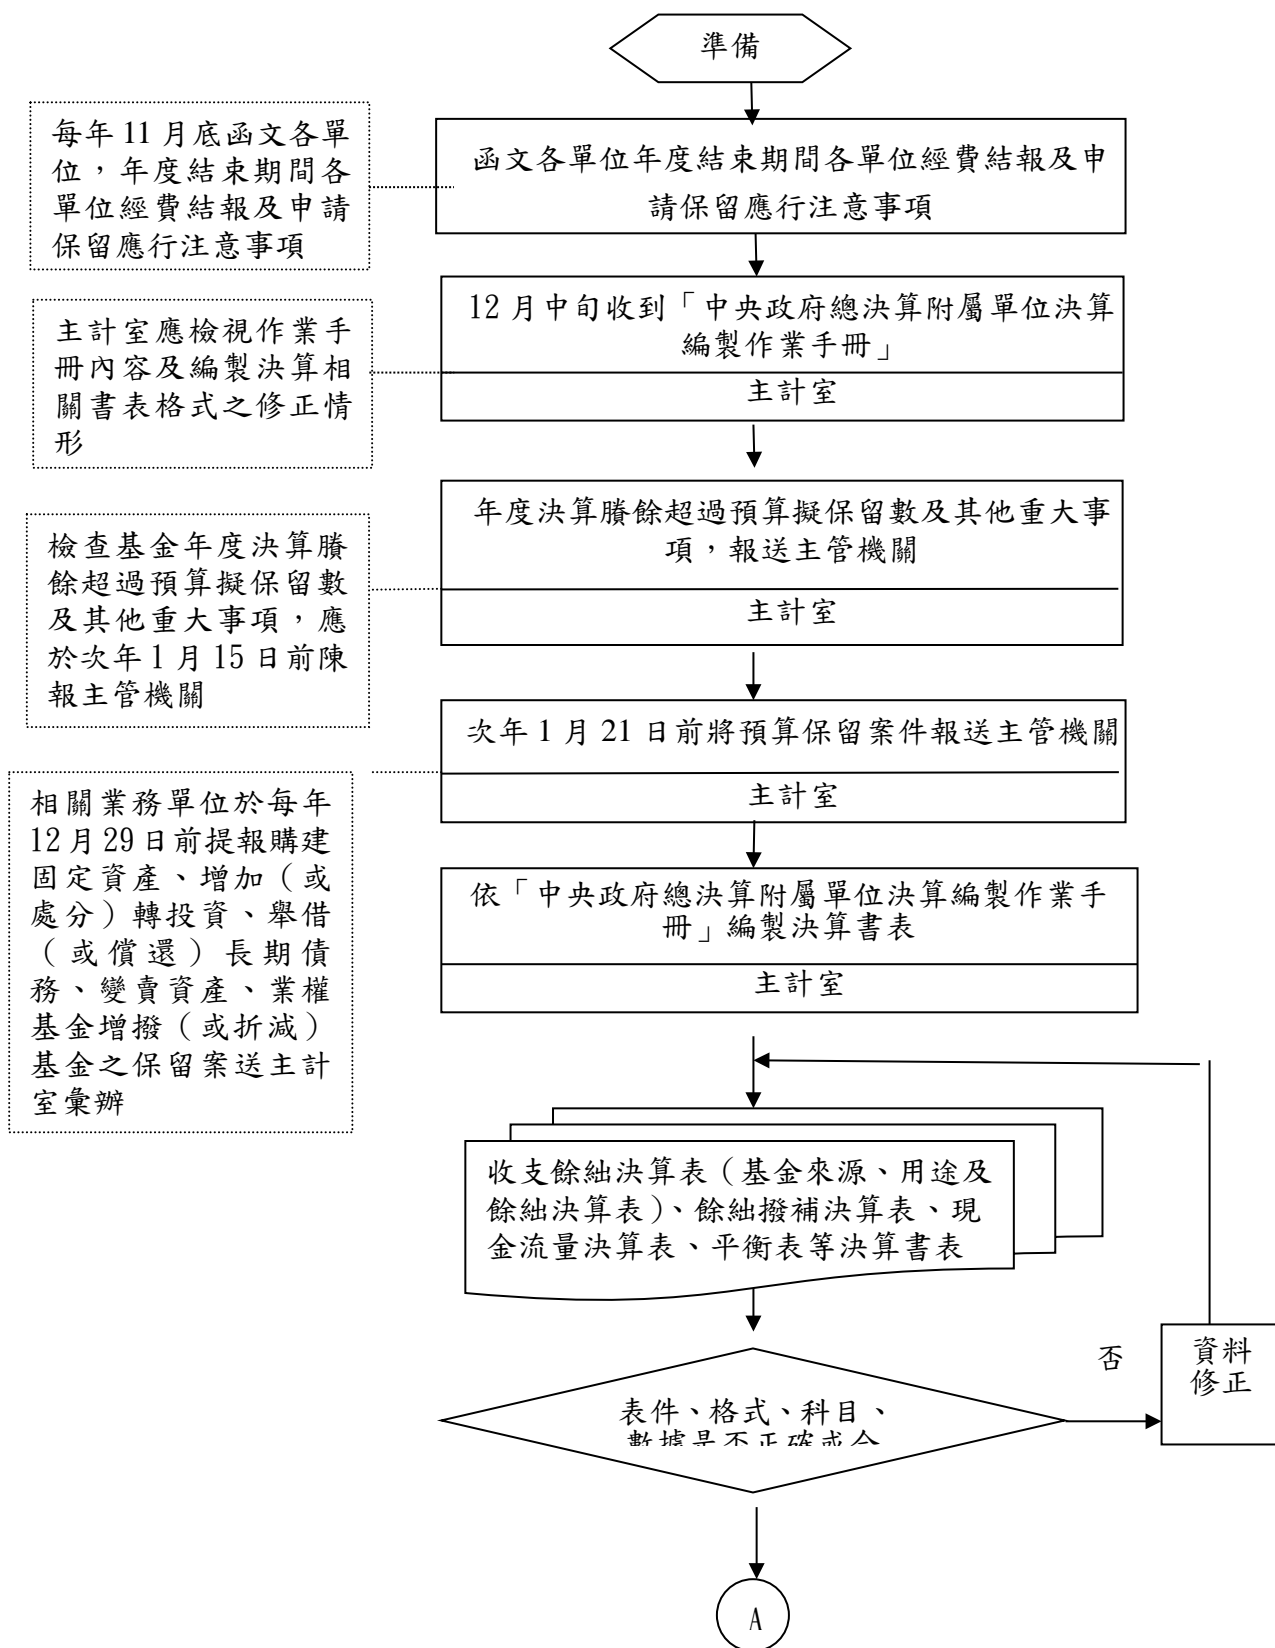 準備
每年 11 月底函文各單
位，年度結束期間各
單位經費結報及申請
保留應行注意事項
函文各單位年度結束期間各單位經費結報及申
請保留應行注意事項
主計室應檢視作業手
冊內容及編製決算相
關書表格式之修正情
形
12 月中旬收到「中央政府總決算附屬單位決算
編製作業手冊」
主計室
檢查基金年度決算賸
餘超過預算擬保留數
及其他重大事項，應
於次年 1 月 15 日前陳
報主管機關
年度決算賸餘超過預算擬保留數及其他重大事
項，報送主管機關
主計室
次年 1 月 21 日前將預算保留案件報送主管機關
主計室
相關業務單位於每年
12 月 29 日前提報購建
固定資產、增加（或
處分）轉投資、舉借
（或償還）長期債
務、變賣資產、業權
基金增撥（或折減）
基金之保留案送主計
室彙辦
依「中央政府總決算附屬單位決算編製作業手
冊」編製決算書表
主計室
收支餘絀決算表（基金來源、用途及
餘絀決算表）、餘絀撥補決算表、現
金流量決算表、平衡表等決算書表
表件、格式、科目、
數據是否正確或合
否
資料
修正
A